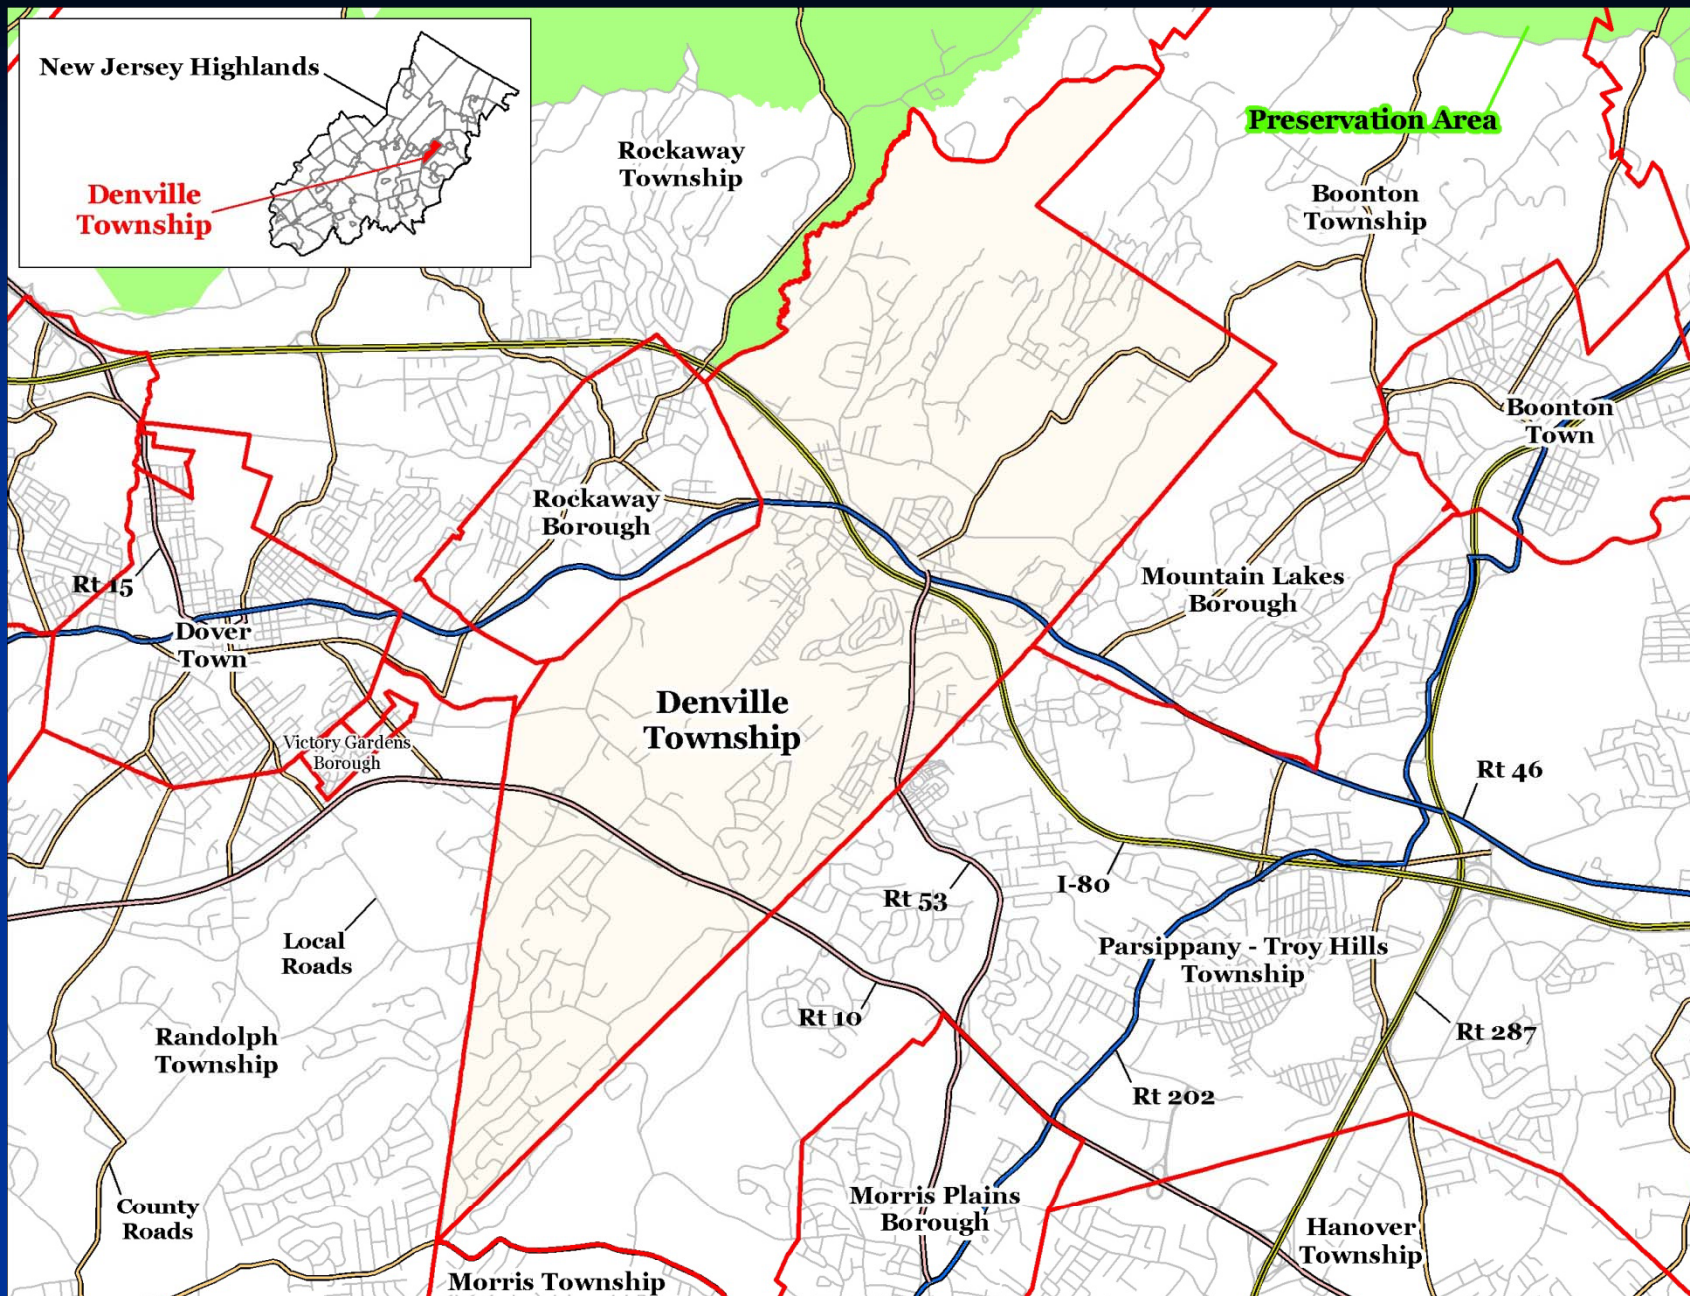 New Jersey Highlands
Denville
Township
Rockaway
Township
Preservation Area
Boonton
Township
Boonton
Town
Rockaway
Borough
Rt 15
Mountain Lakes
Borough
Dover
Town
Denville
Township
Victory Gardens
Borough
Rt 46
I-80
Rt 53
Local
Roads
Parsippany - Troy Hills
Township
Rt 10
Rt 287
Randolph
Township
Rt 202
County
Roads
Morris Plains
Borough
Hanover
Township
Morris Township